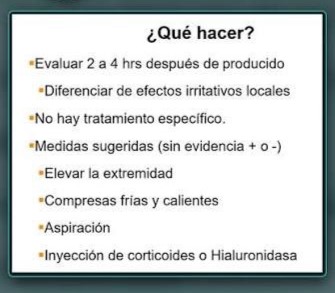 ¿Qué hacer?
▪Evaluar 2 a 4 hrs después de producido
▪Diferenciar de efectos irritativos locales
▪No hay tratamiento específico.
▪Medidas sugeridas (sin evidencia + o -)
▪Elevar la extremidad
▪Compresas frías y calientes
▪Aspiración
▪Inyección de corticoides o Hialuronidasa